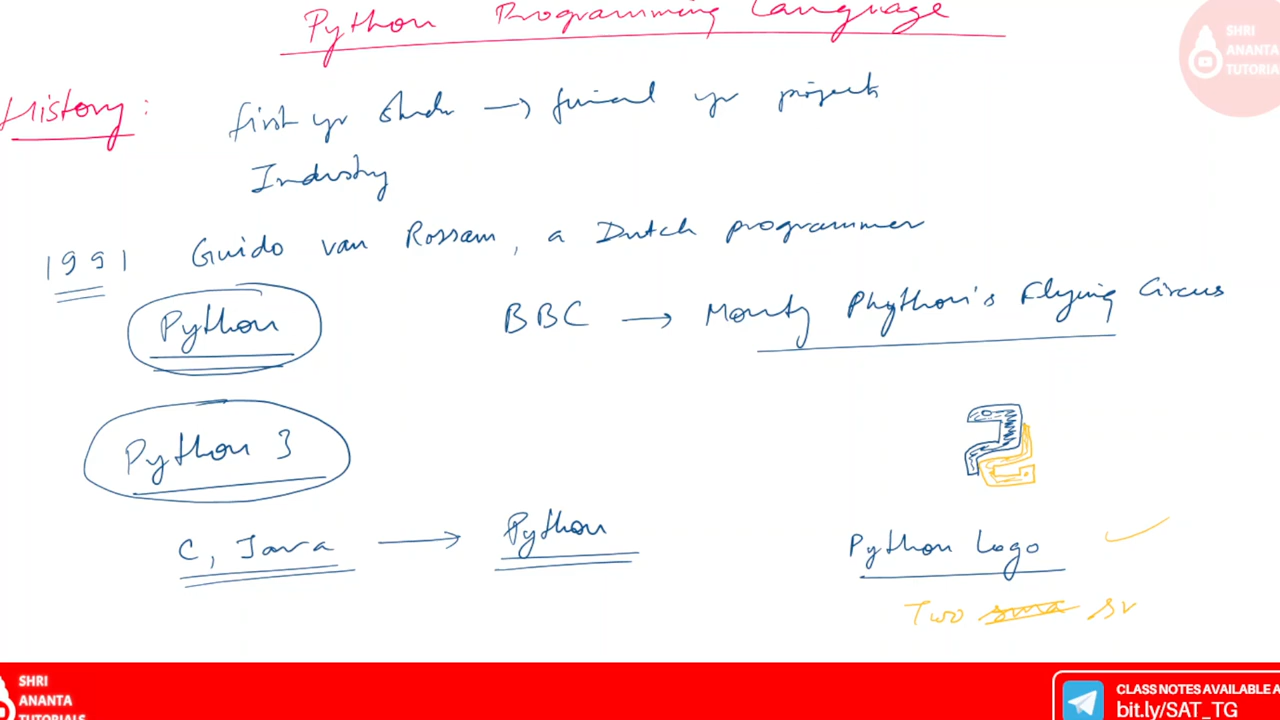 Python Programming Language
SHRI
ANANTA
TUTORIA
History:
first yr → final yr projects
Industry
1991 Guido van Rossam, a Dutch programmer
Python BBC → Monty Phython's Flying Circus
Python 3
C, Java → Python
Python Logo
Two sv
SHRI
ANANTA
TUTORIALS
CLASS NOTES AVAILABLE A
bit.ly/SAT_TG